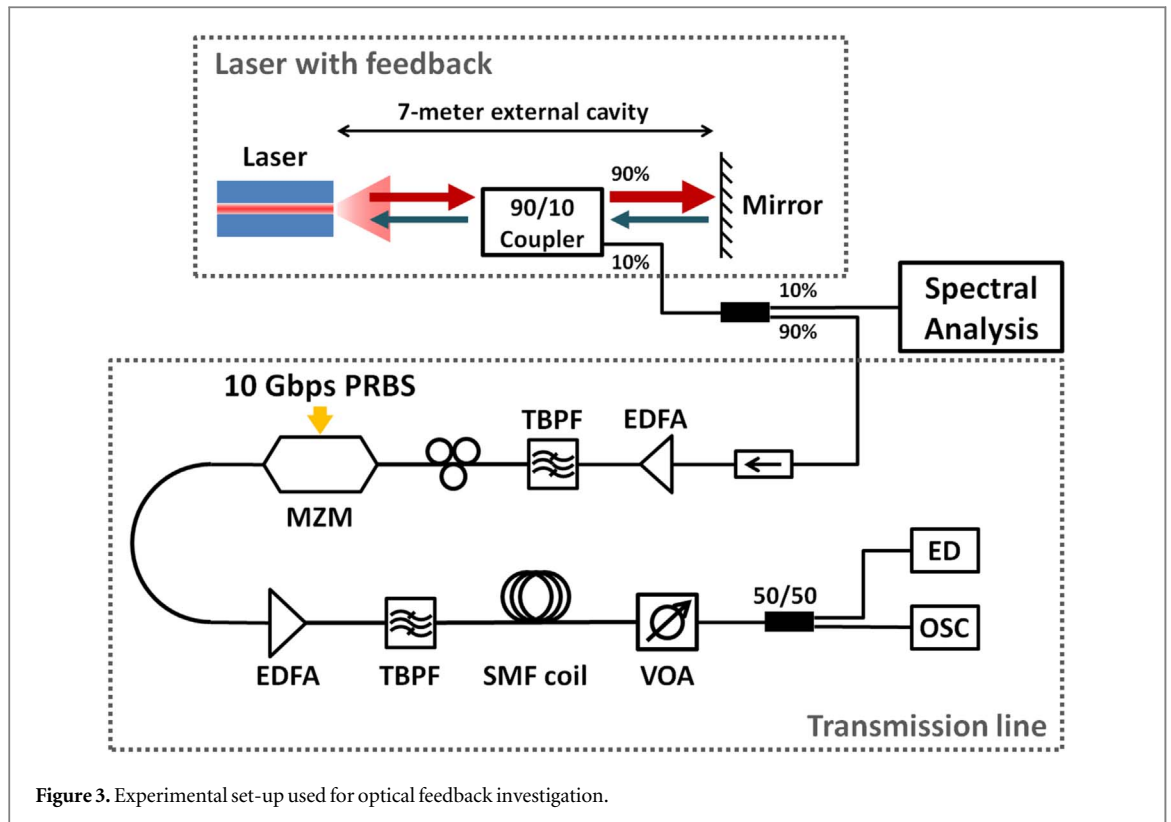 Laser with feedback
7-meter external cavity
Laser
90%
90/10
Coupler
Mirror
10%
10%
90%
Spectral
Analysis
10 Gbps PRBS
TBPF
EDFA
MZM
ED
50/50
OSC
EDFA
TBPF
SMF coil
VOA
Transmission line
Figure 3. Experimental set-up used for optical feedback investigation.